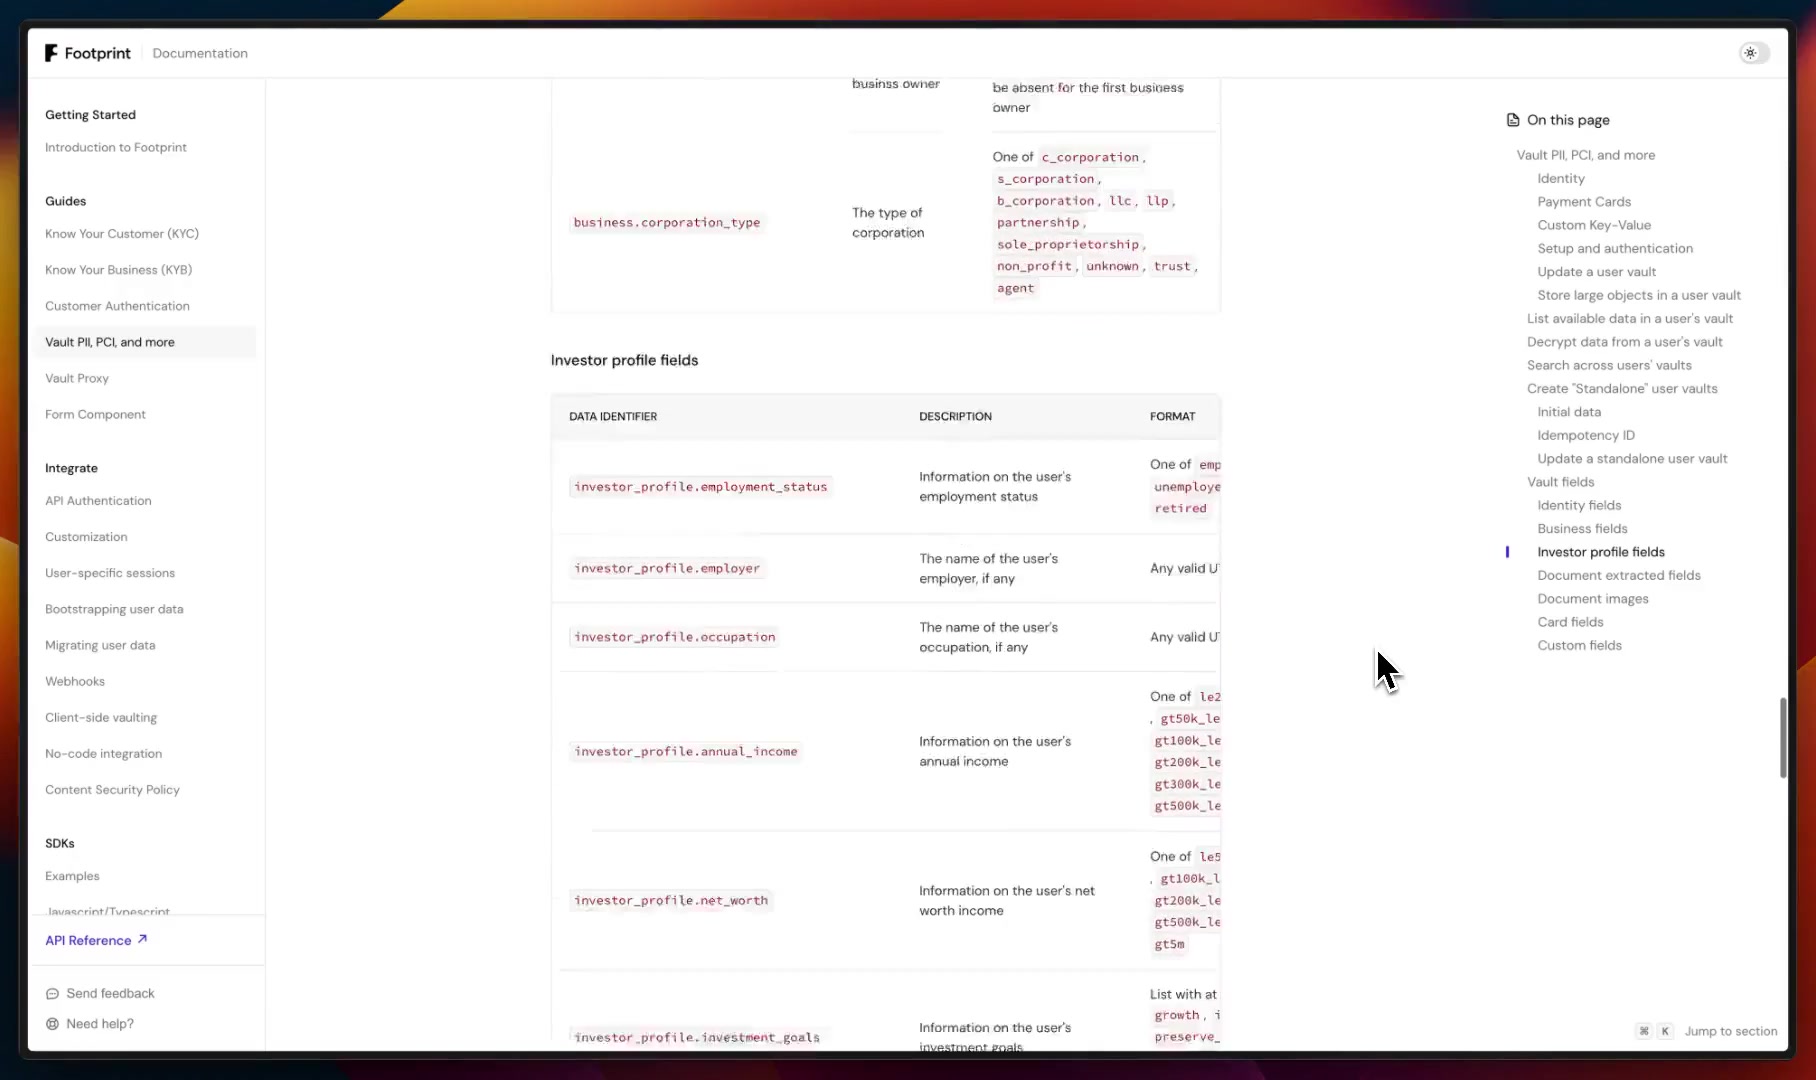 Footprint
Documentation
Getting Started
Introduction to Footprint
Guides
Know Your Customer (KYC)
Know Your Business (KYB)
Customer Authentication
Vault PII, PCI, and more
Vault Proxy
Form Component
Integrate
API Authentication
Customization
User-specific sessions
Bootstrapping user data
Migrating user data
Webhooks
Client-side vaulting
No-code integration
Content Security Policy
SDKs
Examples
Javascript/Typescript
API Reference ↗
Send feedback
Need help?
businss owner
be absent for the first business
owner
business.corporation_type
The type of
corporation
One of c_corporation,
s_corporation,
b_corporation, llc, llp,
partnership,
sole_proprietorship,
non_profit, unknown, trust,
agent
Investor profile fields
DATA IDENTIFIER
DESCRIPTION
FORMAT
investor_profile.employment_status
Information on the user's
employment status
One of emp
unemploye
retired
investor_profile.employer
The name of the user's
employer, if any
Any valid U
investor_profile.occupation
The name of the user's
occupation, if any
Any valid U
investor_profile.annual_income
Information on the user's
annual income
One of le2
, gt50k_le
gt100k_le
gt200k_le
gt300k_le
gt500k_le
investor_profile.net_worth
Information on the user's net
worth income
One of le5
, gt100k_l
gt200k_le
gt500k_le
gt5m
investor_profile.investment_goals
Information on the user's
investment goals
List with at
growth, i
preserve_
On this page
Vault PII, PCI, and more
Identity
Payment Cards
Custom Key-Value
Setup and authentication
Update a user vault
Store large objects in a user vault
List available data in a user's vault
Decrypt data from a user's vault
Search across users' vaults
Create "Standalone" user vaults
Initial data
Idempotency ID
Update a standalone user vault
Vault fields
Identity fields
Business fields
Investor profile fields
Document extracted fields
Document images
Card fields
Custom fields
⌘ K Jump to section